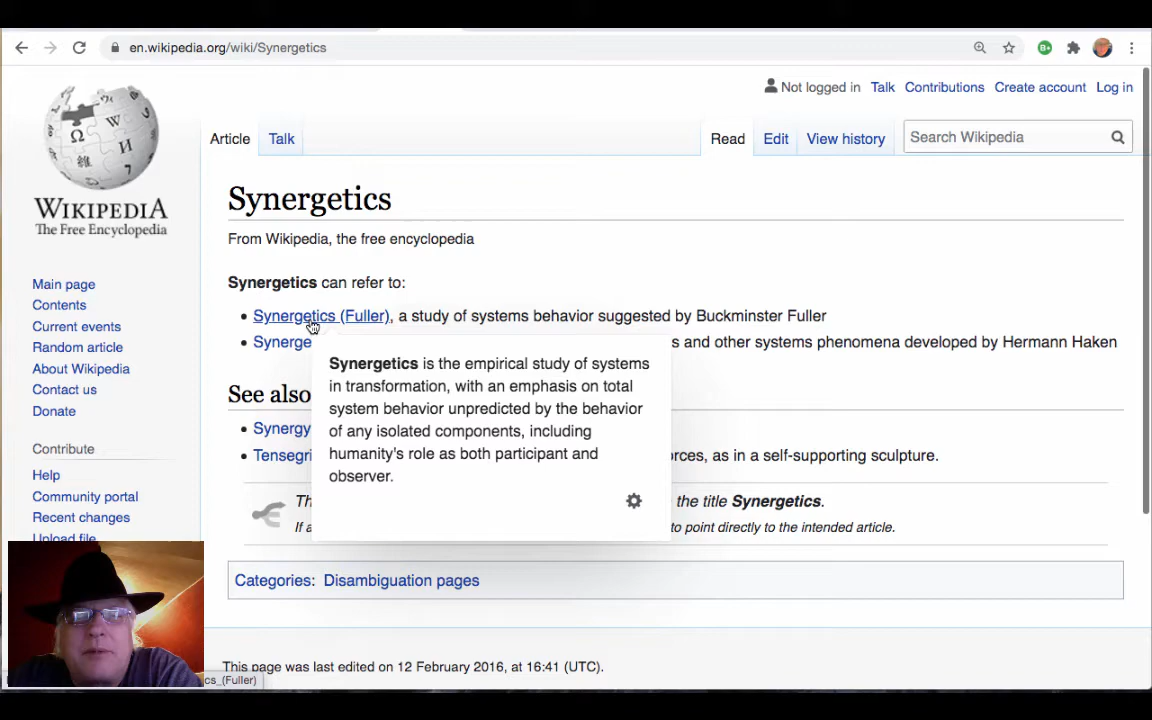 en.wikipedia.org/wiki/Synergetics
Not logged in Talk Contributions Create account Log in
WIKIPEDIA
The Free Encyclopedia
Article Talk Read Edit View history Search Wikipedia
Synergetics
From Wikipedia, the free encyclopedia
Synergetics can refer to:
Synergetics (Fuller), a study of systems behavior suggested by Buckminster Fuller
Synerge s and other systems phenomena developed by Hermann Haken
Synergetics is the empirical study of systems
in transformation, with an emphasis on total
system behavior unpredicted by the behavior
of any isolated components, including
humanity's role as both participant and
observer.
See also
Synergy
Tensegri rces, as in a self-supporting sculpture.
Th the title Synergetics.
If a to point directly to the intended article.
Categories: Disambiguation pages
This page was last edited on 12 February 2016, at 16:41 (UTC).
Main page
Contents
Current events
Random article
About Wikipedia
Contact us
Donate
Contribute
Help
Community portal
Recent changes
Upload file
cs_(Fuller)